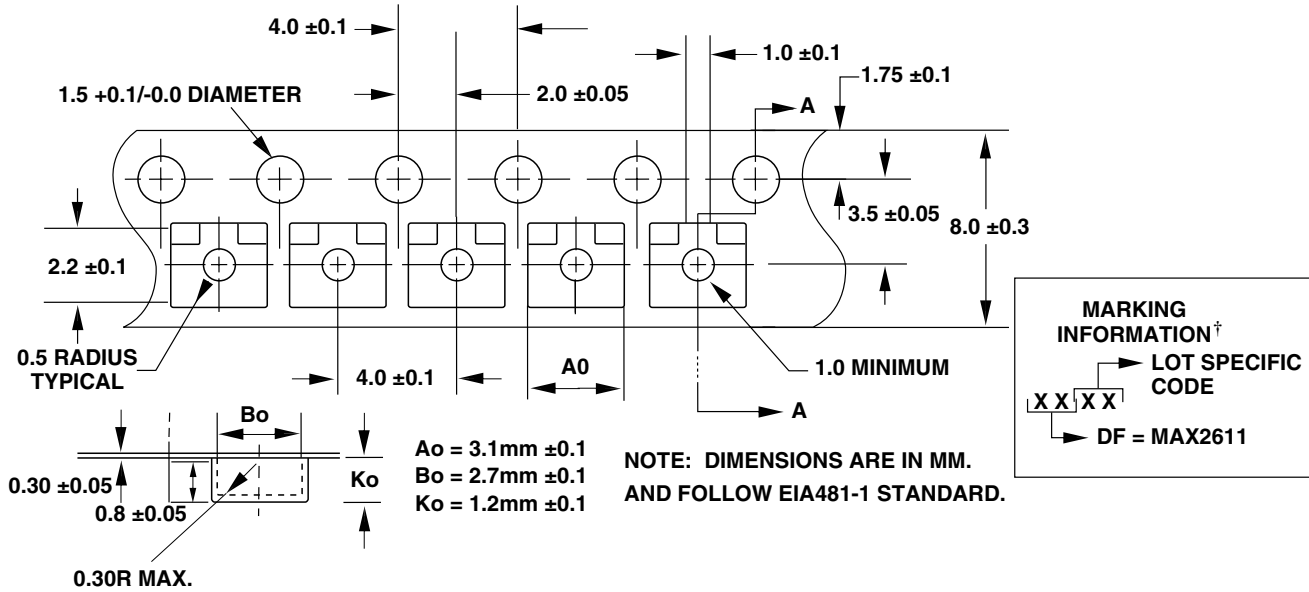 4.0 ±0.1
1.0 ±0.1
1.75 ±0.1
1.5 +0.1/-0.0 DIAMETER
2.0 ±0.05
A
3.5 ±0.05
8.0 ±0.3
2.2 ±0.1
0.5 RADIUS
TYPICAL
4.0 ±0.1
A0
1.0 MINIMUM
A
MARKING
INFORMATION†
LOT SPECIFIC
CODE
X X X X
DF = MAX2611
Bo
Ko
0.30 ±0.05
0.8 ±0.05
0.30R MAX.
Ao = 3.1mm ±0.1
Bo = 2.7mm ±0.1
Ko = 1.2mm ±0.1
NOTE: DIMENSIONS ARE IN MM.
AND FOLLOW EIA481-1 STANDARD.